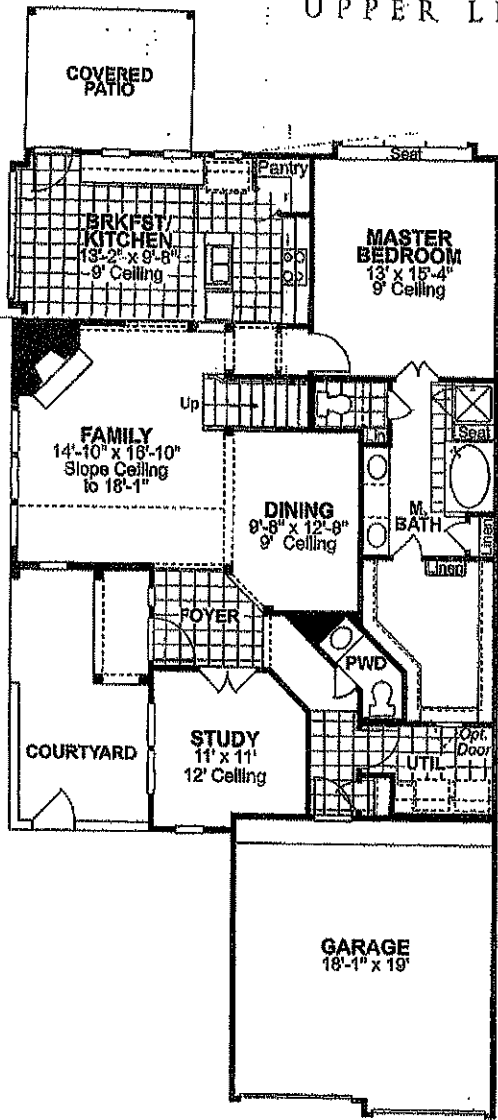 UPPER L
COVERED
PATIO
Pantry
Seat
BRKFST/
KITCHEN
13'-2" x 9'-8"
9' Ceiling
MASTER
BEDROOM
13' x 15'-4"
9' Ceiling
Up
FAMILY
14'-10" x 16'-10"
Slope Ceiling
to 18'-1"
Lin
Seat
DINING
9'-8" x 12'-8"
9' Ceiling
M.
BATH
Linen
Linen
FOYER
PWD
COURTYARD
STUDY
11' x 11'
12' Ceiling
Opt.
Door
UTIL
GARAGE
18'-1" x 19'